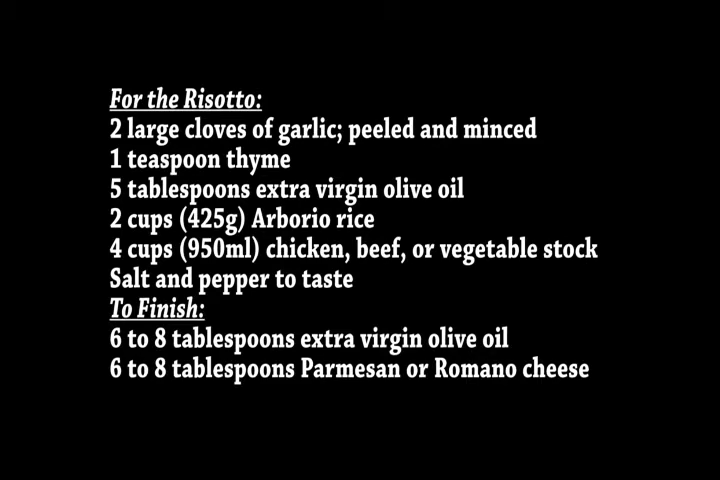 For the Risotto:
2 large cloves of garlic; peeled and minced
1 teaspoon thyme
5 tablespoons extra virgin olive oil
2 cups (425g) Arborio rice
4 cups (950ml) chicken, beef, or vegetable stock
Salt and pepper to taste
To Finish:
6 to 8 tablespoons extra virgin olive oil
6 to 8 tablespoons Parmesan or Romano cheese